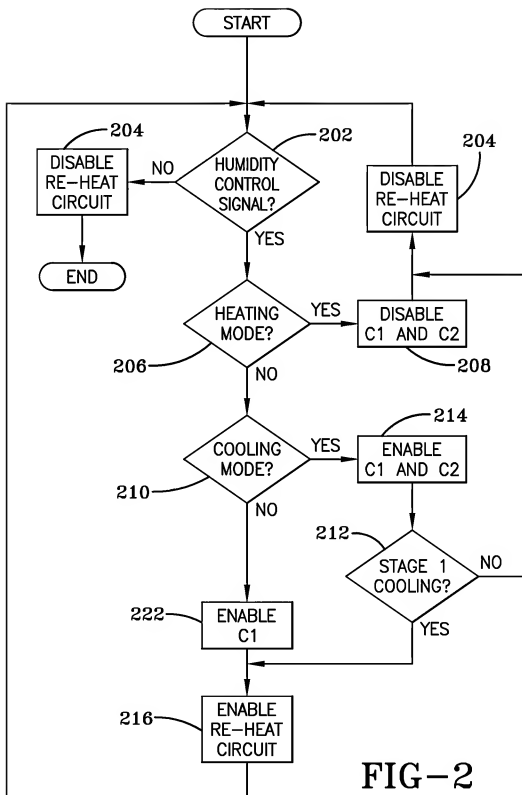 START
204
202
204
DISABLE
RE-HEAT
CIRCUIT
NO
HUMIDITY
CONTROL
SIGNAL?
DISABLE
RE-HEAT
CIRCUIT
YES
END
HEATING
MODE?
YES
DISABLE
C1 AND C2
206
NO
208
214
COOLING
MODE?
YES
ENABLE
C1 AND C2
210
NO
212
STAGE 1
COOLING?
NO
222
ENABLE
C1
YES
216
ENABLE
RE-HEAT
CIRCUIT
FIG-2